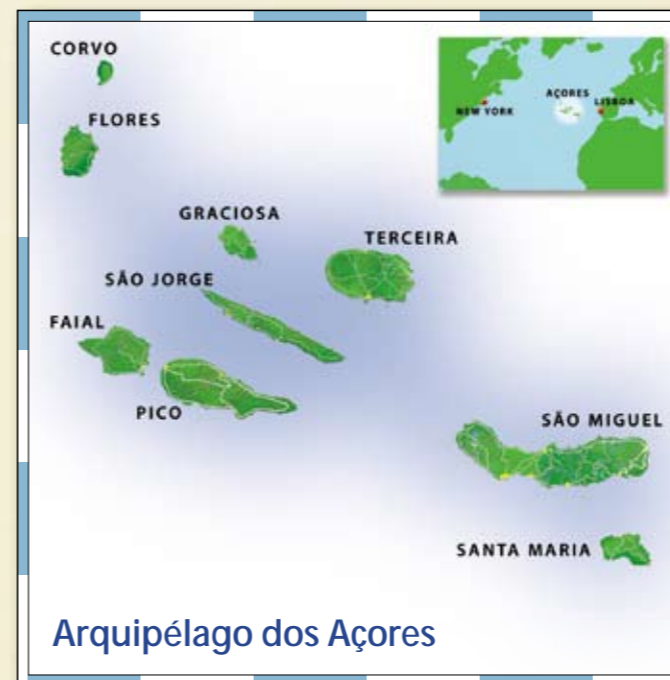 CORVO
FLORES
AÇORES
NEW YORK
LISBOA
GRACIOSA
TERCEIRA
SÃO JORGE
FAIAL
PICO
SÃO MIGUEL
SANTA MARIA
Arquipélago dos Açores